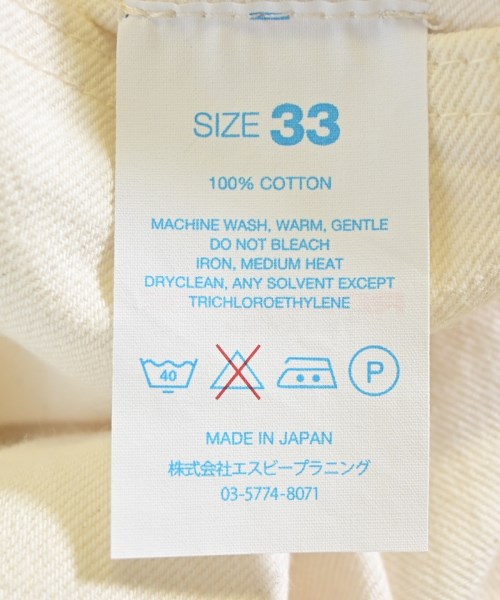 SIZE 33
100% COTTON
MACHINE WASH, WARM, GENTLE
DO NOT BLEACH
IRON, MEDIUM HEAT
DRYCLEAN, ANY SOLVENT EXCEPT
TRICHLOROETHYLENE
40 P
MADE IN JAPAN
株式会社エスピープラニング
03-5774-8071